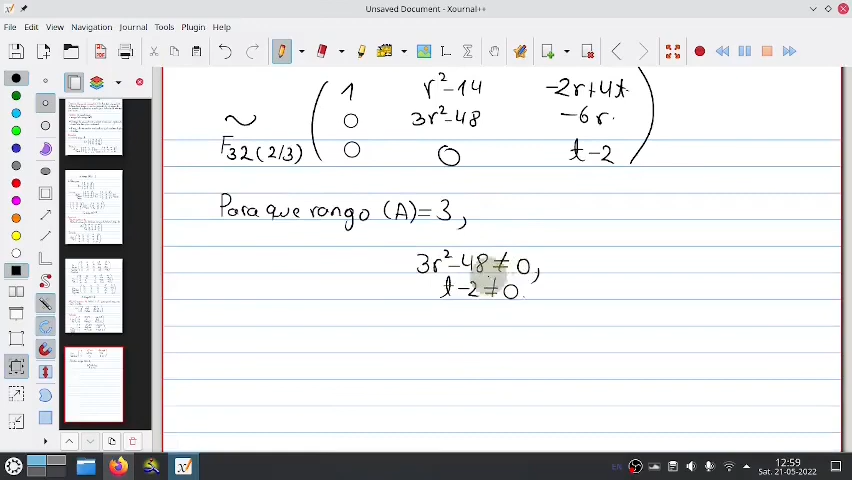 Unsaved Document - Xournal++
File Edit View Navigation Journal Tools Plugin Help
1 r²-14 -2r+4t
~ 0 3r²-48 -6r
F32(2/3) 0 0 t-2
Para que rango (A)=3,
3r²-48≠0,
t-2≠0.
EN 12:59
Sat. 21-05-2022